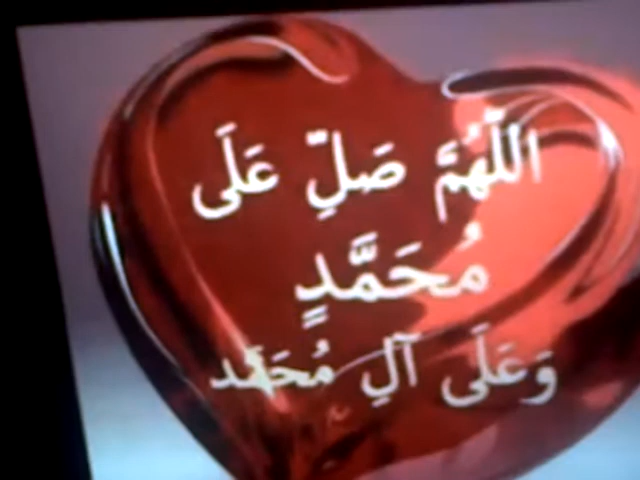 اللَّهُمَّ صَلِّ عَلَى
مُحَمَّدٍ
وَعَلَى آلِ مُحَمَّد